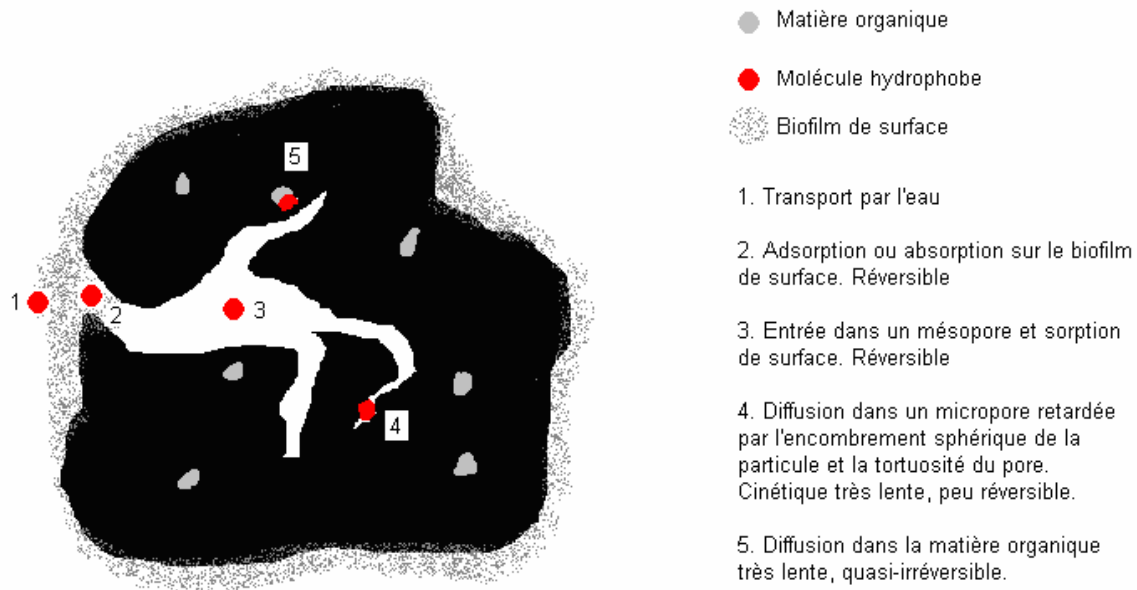 Matière organique
Molécule hydrophobe
Biofilm de surface
1. Transport par l'eau
2. Adsorption ou absorption sur le biofilm
de surface. Réversible
3. Entrée dans un mésopore et sorption
de surface. Réversible
4. Diffusion dans un micropore retardée
par l'encombrement sphérique de la
particule et la tortuosité du pore.
Cinétique très lente, peu réversible.
5. Diffusion dans la matière organique
très lente, quasi-irréversible.
5
1
2
3
4